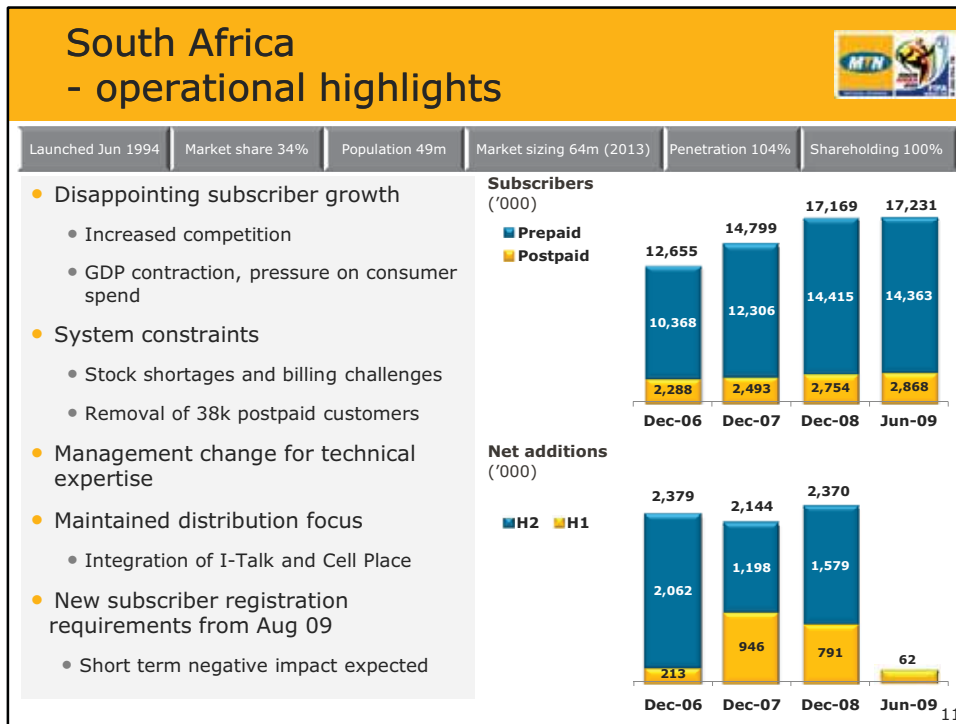 South Africa
- operational highlights
MTN
Launched Jun 1994
Market share 34%
Population 49m
Market sizing 64m (2013)
Penetration 104%
Shareholding 100%
• Disappointing subscriber growth
• Increased competition
• GDP contraction, pressure on consumer
spend
• System constraints
• Stock shortages and billing challenges
• Removal of 38k postpaid customers
• Management change for technical
expertise
• Maintained distribution focus
• Integration of I-Talk and Cell Place
• New subscriber registration
requirements from Aug 09
• Short term negative impact expected
Subscribers
('000)
Prepaid
Postpaid
12,655 14,799 17,169 17,231
10,368 12,306 14,415 14,363
2,288 2,493 2,754 2,868
Dec-06 Dec-07 Dec-08 Jun-09
Net additions
('000)
H2 H1
2,379 2,144 2,370
2,062 1,198 1,579
213 946 791 62
Dec-06 Dec-07 Dec-08 Jun-09
11